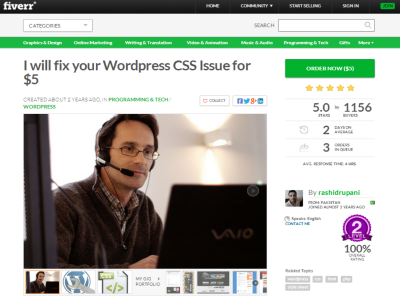 fiverr
HOME
COMMUNITY
START SELLING
SIGN IN
JOIN
CATEGORIES
SEARCH
Graphics & Design
Online Marketing
Writing & Translation
Video & Animation
Music & Audio
Programming & Tech
Gifts
More
I will fix your Wordpress CSS Issue for
$5
CREATED ABOUT 2 YEARS AGO, IN PROGRAMMING & TECH /
WORDPRESS
COLLECT
VAIO
MY GIG
PORTFOLIO
ORDER NOW ($5)
5.0 by 1156
STARS
BUYERS
2 DAYS ON
AVERAGE
3 ORDERS
IN QUEUE
AVG. RESPONSE TIME: 4 HRS
By rashidrupani
FROM PAKISTAN
JOINED ALMOST 3 YEARS AGO
Speaks: English
CONTACT ME
2
LEVEL
100%
OVERALL
RATING
Related Topics